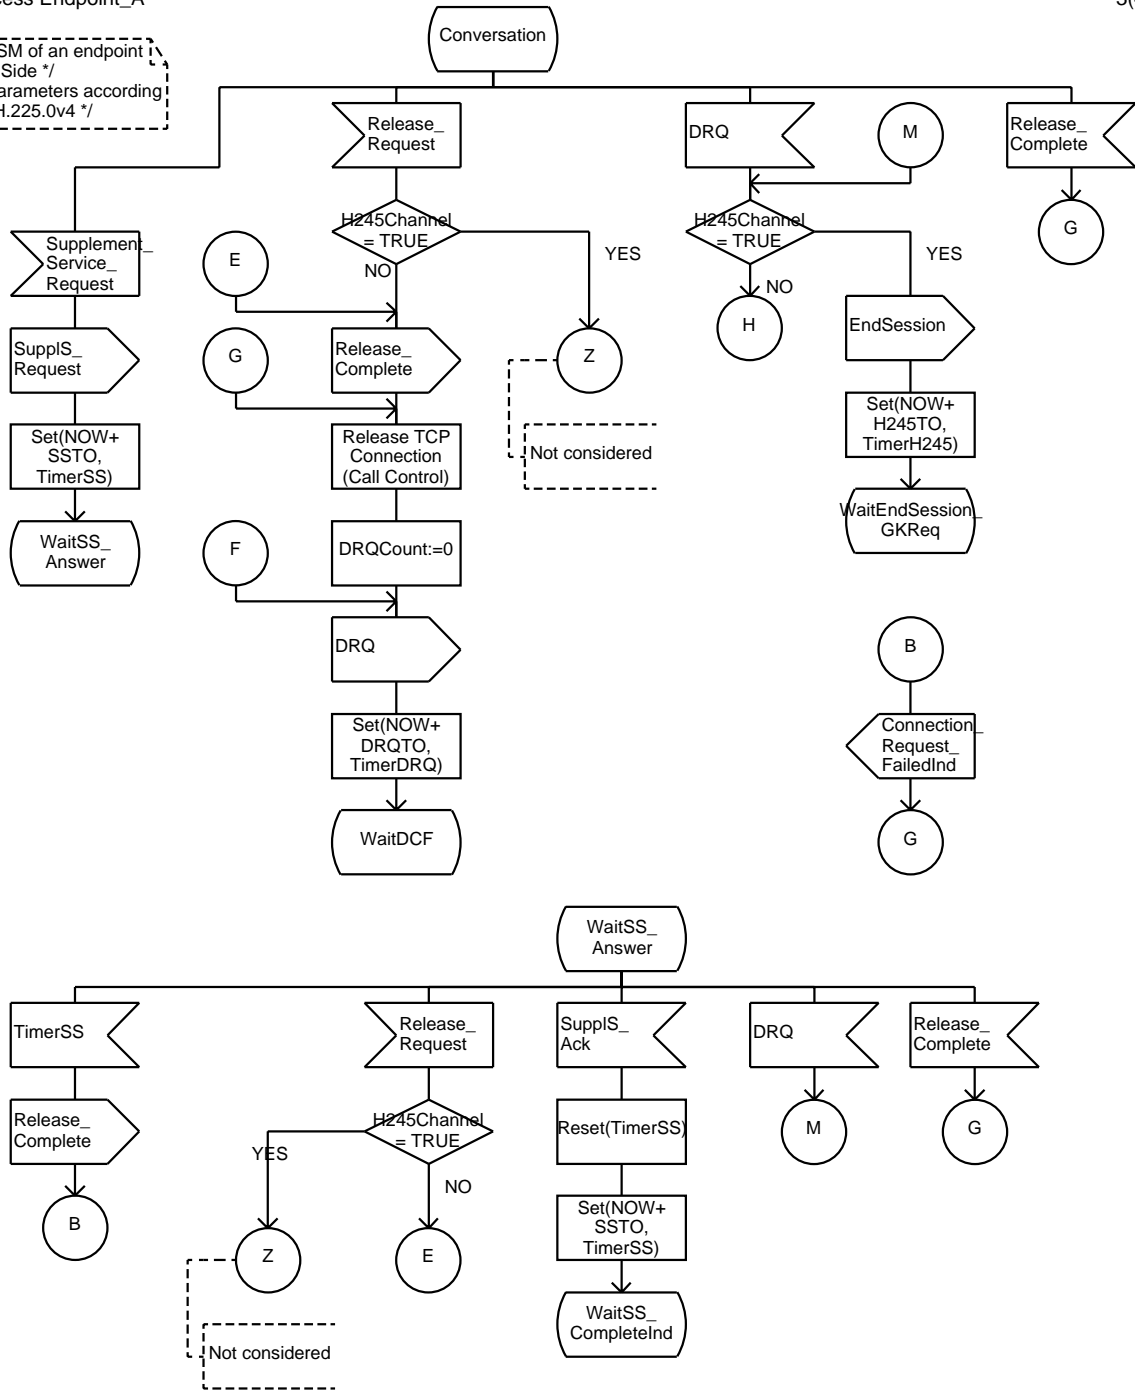 Endpoint_A
SM of an endpoint
Side */
arameters according
H.225.0v4 */
Conversation
Release_
Request
DRQ
M
Release_
Complete
H245Channel
= TRUE
H245Channel
= TRUE
G
Supplement_
Service_
Request
E
YES
YES
NO
NO
H
EndSession
SupplS_
Request
G
Release_
Complete
Z
Set(NOW+
SSTO,
TimerSS)
Release TCP
Connection
(Call Control)
Not considered
Set(NOW+
H245TO,
TimerH245)
WaitEndSession_
GKReq
WaitSS_
Answer
F
DRQCount:=0
DRQ
B
Set(NOW+
DRQTO,
TimerDRQ)
Connection_
Request_
FailedInd
WaitDCF
G
WaitSS_
Answer
TimerSS
Release_
Request
SupplS_
Ack
DRQ
Release_
Complete
Release_
Complete
H245Channel
= TRUE
Reset(TimerSS)
M
G
YES
NO
B
Z
E
Set(NOW+
SSTO,
TimerSS)
WaitSS_
CompleteInd
Not considered